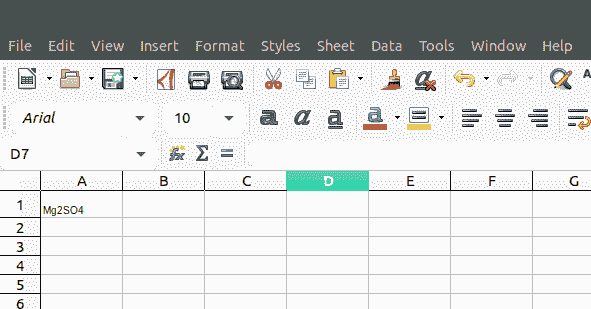 File Edit View Insert Format Styles Sheet Data Tools Window Help
Arial 10
D7
A B C D E F G
1 Mg2SO4
2
3
4
5
6